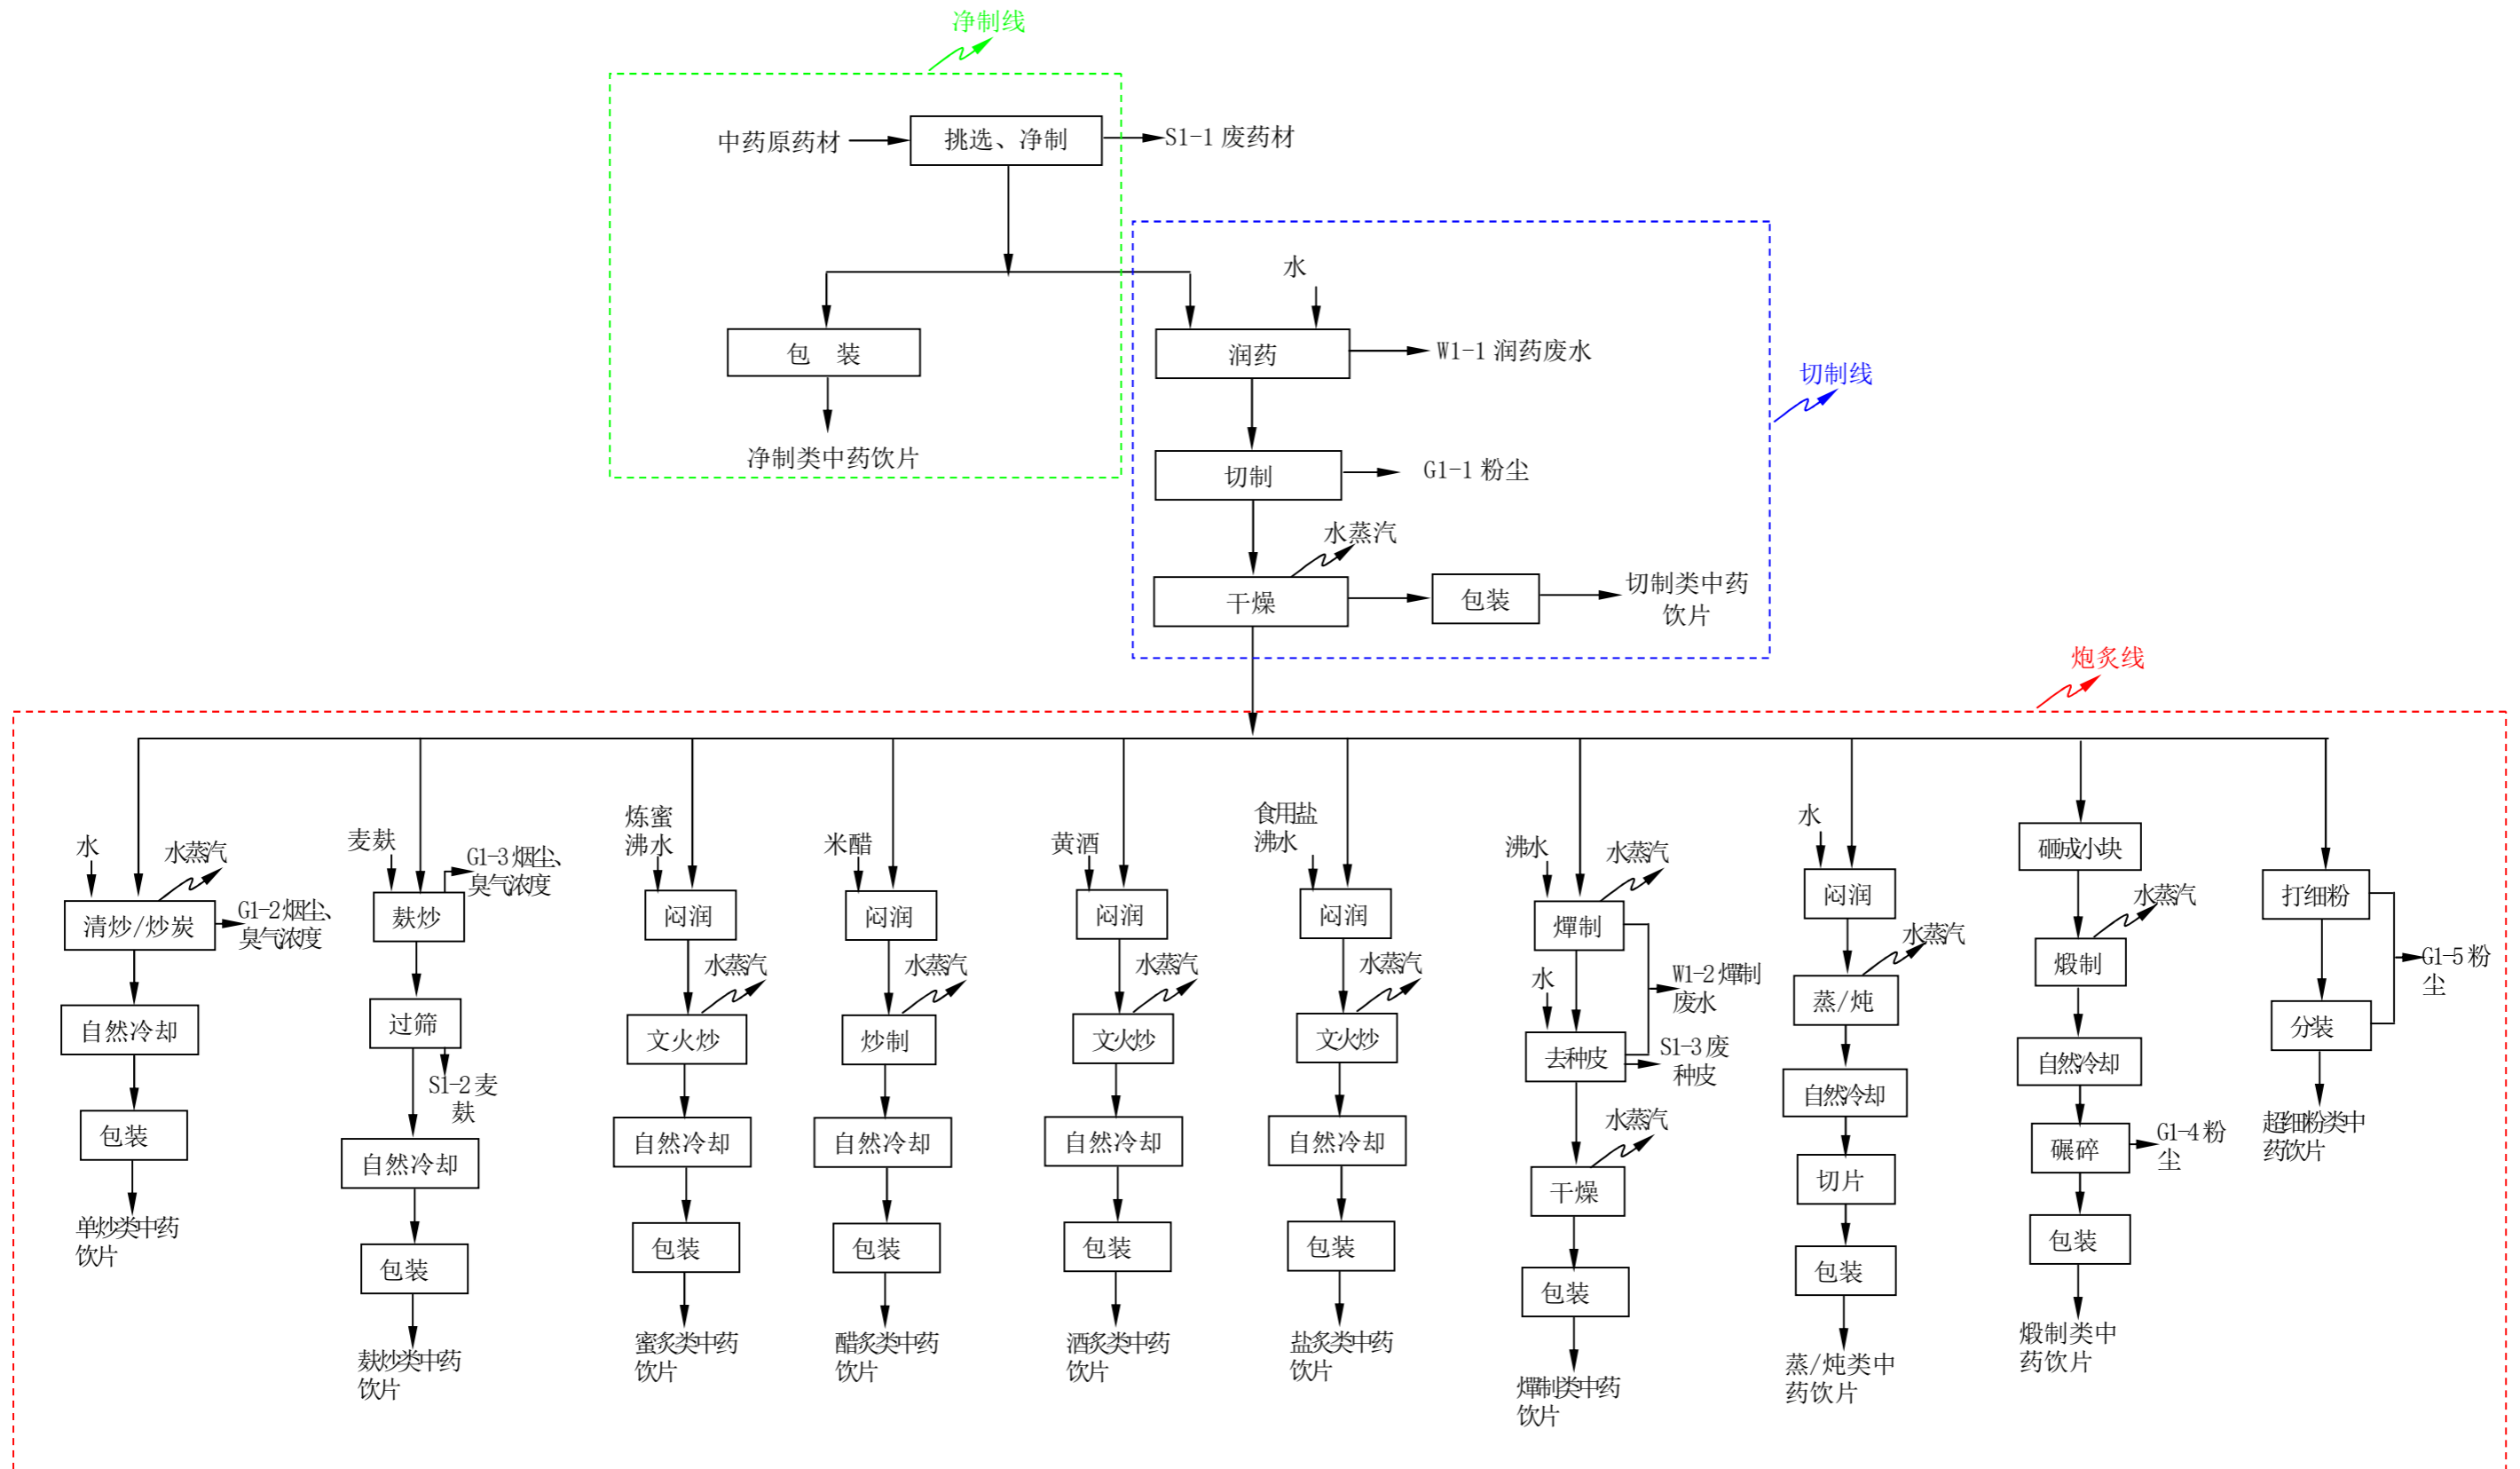 净制线
中药原药材
挑选、净制
S1-1 废药材
包 装
净制类中药饮片
切制线
水
润药
W1-1 润药废水
切制
G1-1 粉尘
水蒸汽
干燥
包装
切制类中药
饮片
炮炙线
水
水蒸汽
清炒/炒炭
G1-2 烟尘、
臭气浓度
自然冷却
包装
单炒类中药
饮片
麦麸
G1-3 烟尘、
臭气浓度
麸炒
过筛
S1-2 麦
麸
自然冷却
包装
麸炒类中药
饮片
炼蜜
沸水
闷润
水蒸汽
文火炒
自然冷却
包装
蜜炙类中药
饮片
米醋
闷润
水蒸汽
炒制
自然冷却
包装
醋炙类中药
饮片
黄酒
闷润
水蒸汽
文火炒
自然冷却
包装
酒炙类中药
饮片
食用盐
沸水
闷润
水蒸汽
文火炒
自然冷却
包装
盐炙类中药
饮片
沸水
水蒸汽
燀制
水
W1-2 燀制
废水
去种皮
S1-3 废
种皮
水蒸汽
干燥
包装
燀制类中药
饮片
水
闷润
水蒸汽
蒸/炖
自然冷却
切片
包装
蒸/炖类中
药饮片
砸成小块
水蒸汽
煅制
自然冷却
碾碎
G1-4 粉
尘
包装
煅制类中
药饮片
打细粉
G1-5 粉
尘
分装
超细粉类中
药饮片